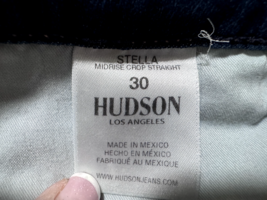 STELLA
MIDRISE CROP STRAIGHT
30
HUDSON
LOS ANGELES
MADE IN MEXICO
HECHO EN MÉXICO
FABRIQUÉ AU MEXIQUE
WWW.HUDSONJEANS.COM